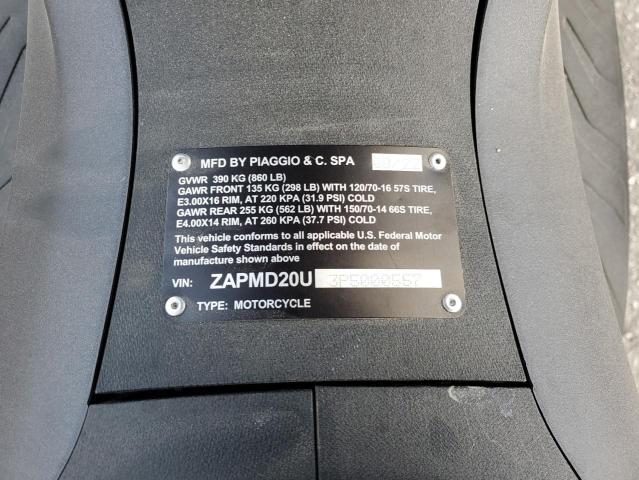 MFD BY PIAGGIO & C. SPA
GVWR 390 KG (860 LB)
GAWR FRONT 135 KG (298 LB) WITH 120/70-16 57S TIRE,
E3.00X16 RIM, AT 220 KPA (31.9 PSI) COLD
GAWR REAR 255 KG (562 LB) WITH 150/70-14 66S TIRE,
E4.00X14 RIM, AT 260 KPA (37.7 PSI) COLD
This vehicle conforms to all applicable U.S. Federal Motor
Vehicle Safety Standards in effect on the date of
manufacture shown above
VIN: ZAPMD20U 3P5000557
TYPE: MOTORCYCLE